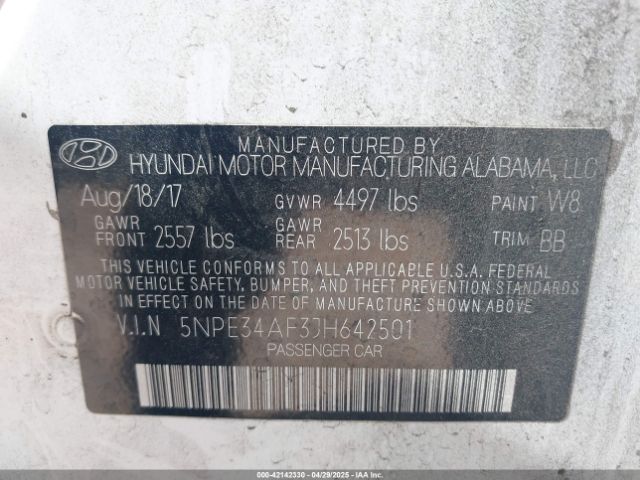 MANUFACTURED BY
HYUNDAI MOTOR MANUFACTURING ALABAMA, LLC
Aug/18/17 GVWR 4497 lbs PAINT W8
GAWR FRONT 2557 lbs GAWR REAR 2513 lbs TRIM BB
THIS VEHICLE CONFORMS TO ALL APPLICABLE U.S.A. FEDERAL
MOTOR VEHICLE SAFETY, BUMPER, AND THEFT PREVENTION STANDARDS
IN EFFECT ON THE DATE OF MANUFACTURE SHOWN ABOVE.
V.I.N 5NPE34AF3JH642501
PASSENGER CAR
000-42142330 - 04/29/2025 - IAAI.COM